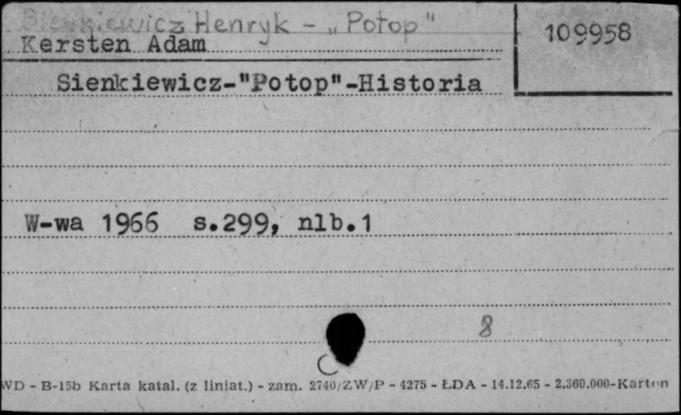 Sienkiewicz Henryk - „Potop"
109958
Kersten Adam
Sienkiewicz-"Potop"-Historia
W-wa 1966 s.299, nlb.1
8
WD - B-15b Karta katal. (z liniat.) - zam. 2740/ZW/P - 4275 - ŁDA - 14.12.65 - 2.360.000-Karton